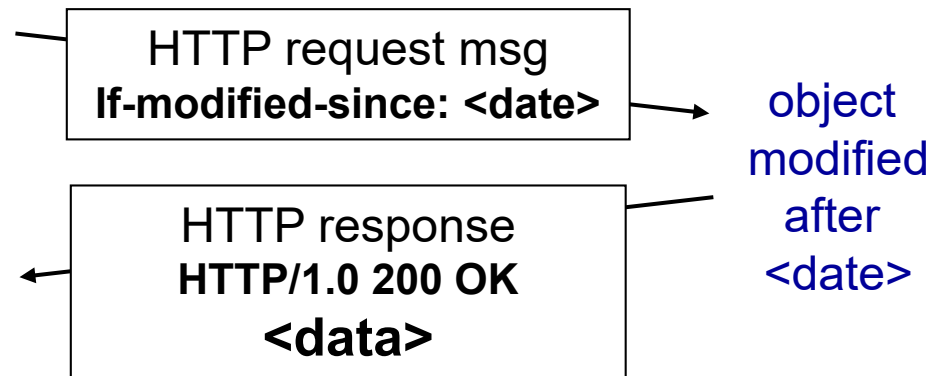 HTTP request msg
If-modified-since: <date>
object
modified
after
<date>
HTTP response
HTTP/1.0 200 OK
<data>